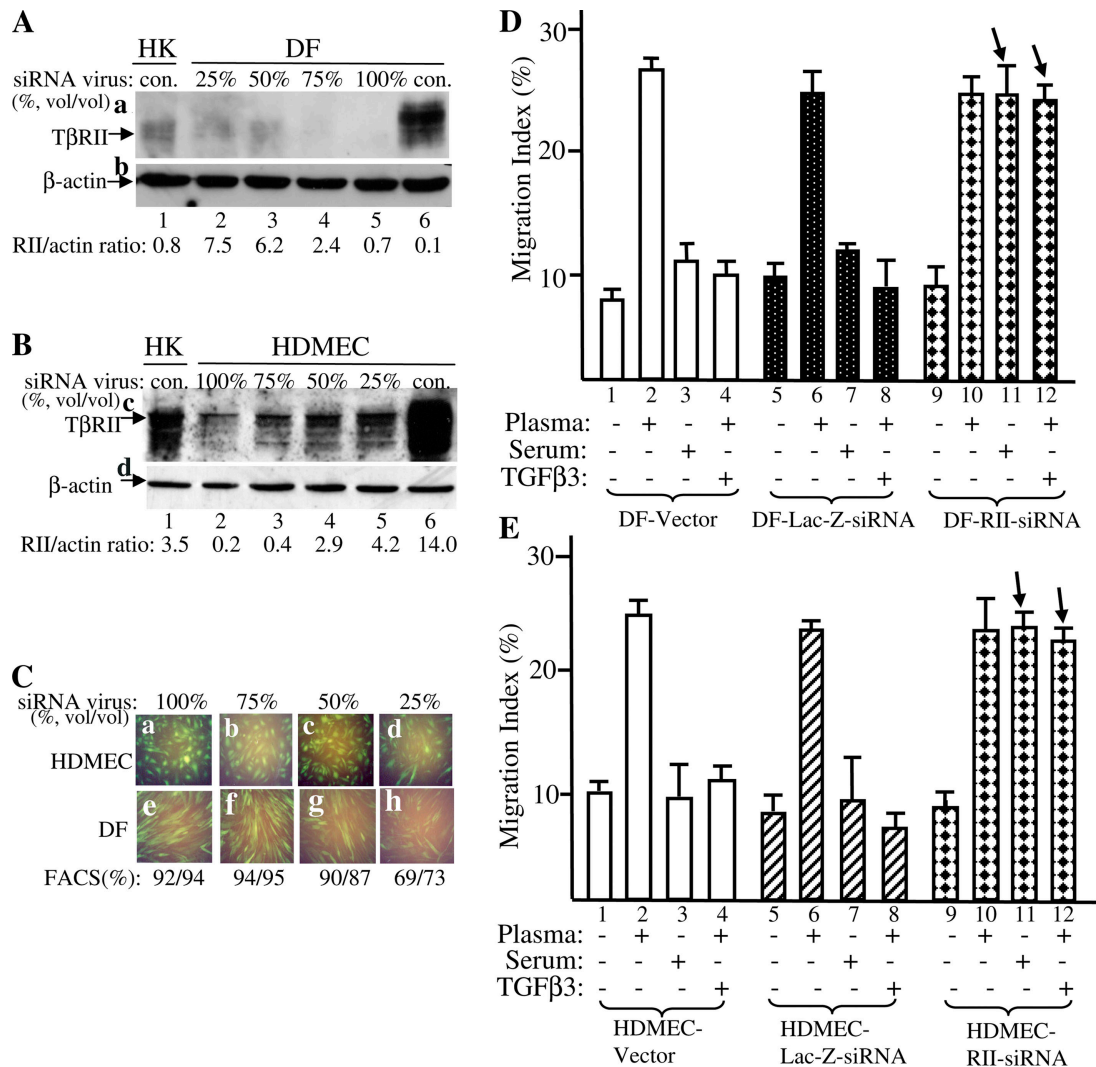 A
HK DF
siRNA virus: con. 25% 50% 75% 100% con.
(%, vol/vol) a
TβRII
b
β-actin
1 2 3 4 5 6
RII/actin ratio: 0.8 7.5 6.2 2.4 0.7 0.1
B
HK HDMEC
siRNA virus: con. 100% 75% 50% 25% con.
(%, vol/vol) c
TβRII
d
β-actin
1 2 3 4 5 6
RII/actin ratio: 3.5 0.2 0.4 2.9 4.2 14.0
C
siRNA virus: 100% 75% 50% 25%
(%, vol/vol)
a b c d
HDMEC
e f g h
DF
FACS(%): 92/94 94/95 90/87 69/73
D
Migration Index (%)
30
20
10
1 2 3 4 5 6 7 8 9 10 11 12
Plasma: - + - + - + - + - + - +
Serum: - - + - - - + - - - + -
TGFβ3: - - - + - - - + - - - +
DF-Vector DF-Lac-Z-siRNA DF-RII-siRNA
E
Migration Index (%)
30
20
10
1 2 3 4 5 6 7 8 9 10 11 12
Plasma: - + - + - + - + - + - +
Serum: - - + - - - + - - - + -
TGFβ3: - - - + - - - + - - - +
HDMEC- HDMEC- HDMEC-
Vector Lac-Z-siRNA RII-siRNA